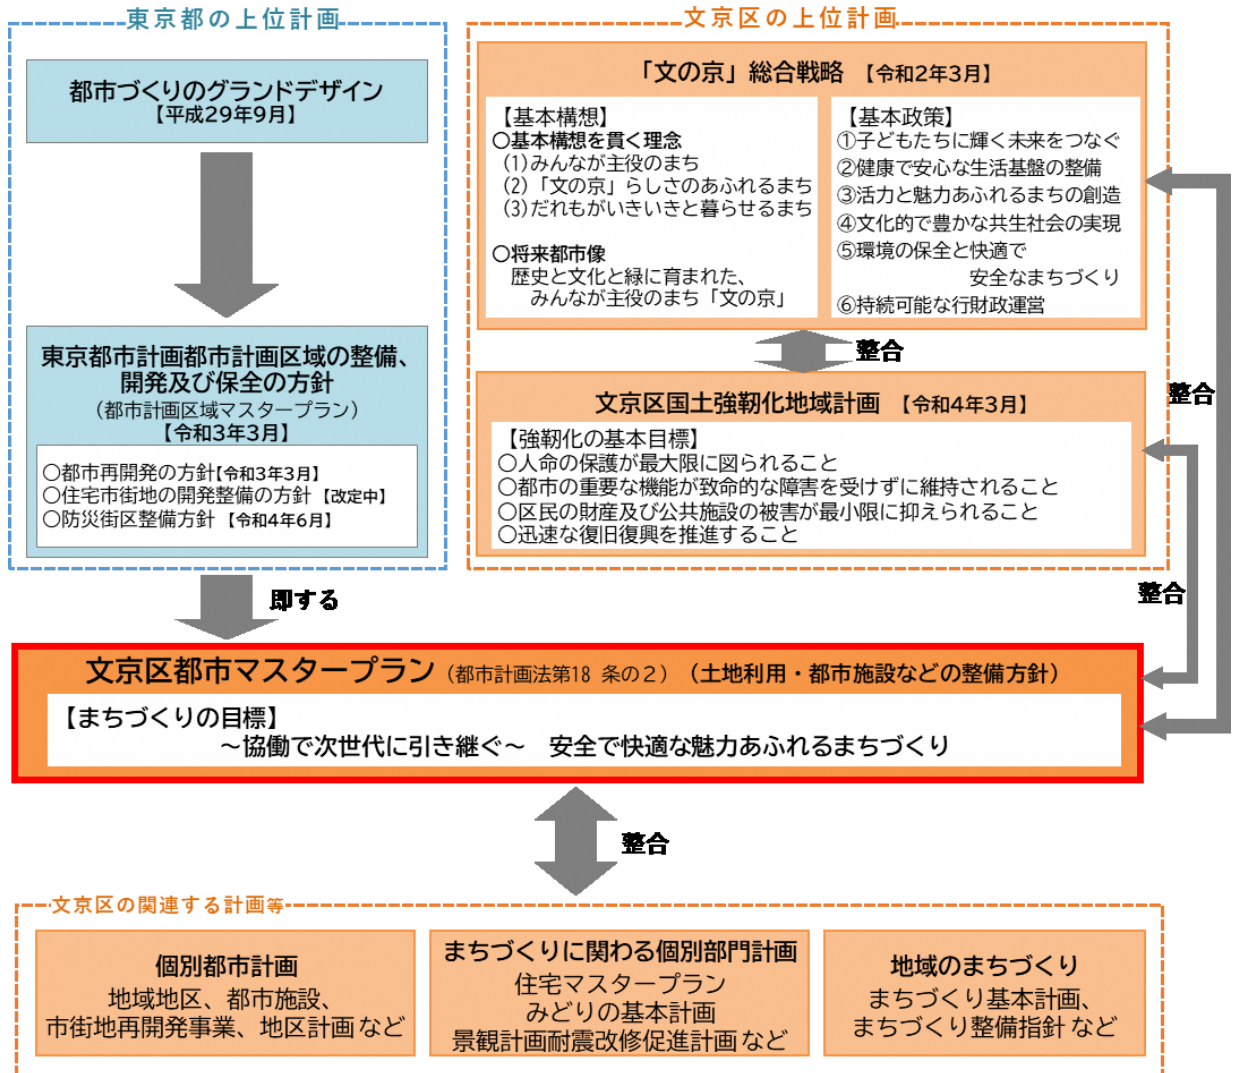 東京都の上位計画
都市づくりのグランドデザイン
【平成29年9月】
東京都市計画都市計画区域の整備、
開発及び保全の方針
（都市計画区域マスタープラン）
【令和3年3月】
〇都市再開発の方針【令和3年3月】
〇住宅市街地の開発整備の方針【改定中】
〇防災街区整備方針【令和4年6月】
即する
文京区の上位計画
「文の京」総合戦略 【令和2年3月】
【基本構想】
〇基本構想を貫く理念
(1)みんなが主役のまち
(2)「文の京」らしさのあふれるまち
(3)だれもがいきいきと暮らせるまち
〇将来都市像
歴史と文化と緑に育まれた、
みんなが主役のまち「文の京」
【基本政策】
①子どもたちに輝く未来をつなぐ
②健康で安心な生活基盤の整備
③活力と魅力あふれるまちの創造
④文化的で豊かな共生社会の実現
⑤環境の保全と快適で
安全なまちづくり
⑥持続可能な行財政運営
整合
文京区国土強靭化地域計画 【令和4年3月】
【強靭化の基本目標】
〇人命の保護が最大限に図られること
〇都市の重要な機能が致命的な障害を受けずに維持されること
〇区民の財産及び公共施設の被害が最小限に抑えられること
〇迅速な復旧復興を推進すること
整合
整合
文京区都市マスタープラン（都市計画法第18 条の２）（土地利用・都市施設などの整備方針）
【まちづくりの目標】
～協働で次世代に引き継ぐ～ 安全で快適な魅力あふれるまちづくり
整合
文京区の関連する計画等
個別都市計画
地域地区、都市施設、
市街地再開発事業、地区計画など
まちづくりに関わる個別部門計画
住宅マスタープラン
みどりの基本計画
景観計画耐震改修促進計画など
地域のまちづくり
まちづくり基本計画、
まちづくり整備指針など